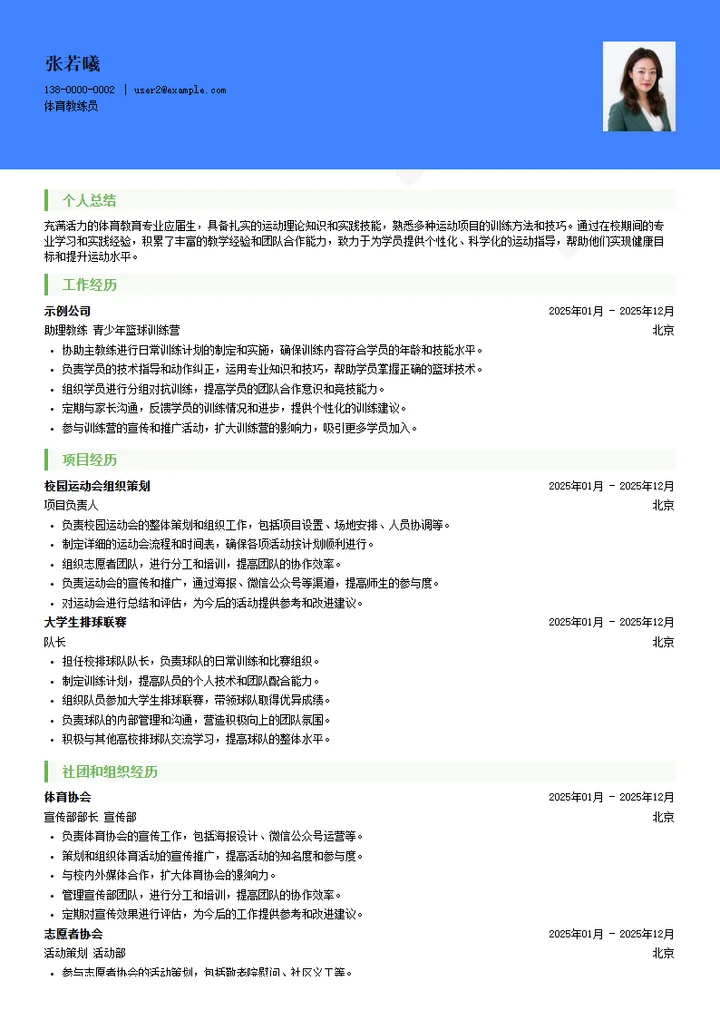 张若曦
138-0000-0002 | user2@example.com
体育教练员
个人总结
充满活力的体育教育专业应届生，具备扎实的运动理论知识和实践技能，熟悉多种运动项目的训练方法和技巧。通过在校期间的专
业学习和实践经验，积累了丰富的教学经验和团队合作能力，致力于为学员提供个性化、科学化的运动指导，帮助他们实现健康目
标和提升运动水平。
工作经历
示例公司 2025年01月 - 2025年12月
助理教练 青少年篮球训练营 北京
• 协助主教练进行日常训练计划的制定和实施，确保训练内容符合学员的年龄和技能水平。
• 负责学员的技术指导和动作纠正，运用专业知识和技巧，帮助学员掌握正确的篮球技术。
• 组织学员进行分组对抗训练，提高学员的团队合作意识和竞技能力。
• 定期与家长沟通，反馈学员的训练情况和进步，提供个性化的训练建议。
• 参与训练营的宣传和推广活动，扩大训练营的影响力，吸引更多学员加入。
项目经历
校园运动会组织策划 2025年01月 - 2025年12月
项目负责人 北京
• 负责校园运动会的整体策划和组织工作，包括项目设置、场地安排、人员协调等。
• 制定详细的运动会流程和时间表，确保各项活动按计划顺利进行。
• 组织志愿者团队，进行分工和培训，提高团队的协作效率。
• 负责运动会的宣传和推广，通过海报、微信公众号等渠道，提高师生的参与度。
• 对运动会进行总结和评估，为今后的活动提供参考和改进建议。
大学生排球联赛 2025年01月 - 2025年12月
队长 北京
• 担任校排球队队长，负责球队的日常训练和比赛组织。
• 制定训练计划，提高队员的个人技术和团队配合能力。
• 组织队员参加大学生排球联赛，带领球队取得优异成绩。
• 负责球队的内部管理和沟通，营造积极向上的团队氛围。
• 积极与其他高校排球队交流学习，提高球队的整体水平。
社团和组织经历
体育协会 2025年01月 - 2025年12月
宣传部部长 宣传部 北京
• 负责体育协会的宣传工作，包括海报设计、微信公众号运营等。
• 策划和组织体育活动的宣传推广，提高活动的知名度和参与度。
• 与校内外媒体合作，扩大体育协会的影响力。
• 管理宣传部团队，进行分工和培训，提高团队的协作效率。
• 定期对宣传效果进行评估，为今后的工作提供参考和改进建议。
志愿者协会 2025年01月 - 2025年12月
活动策划 活动部 北京
• 参与志愿者协会的活动策划，包括敬老院慰问、社区义工等。